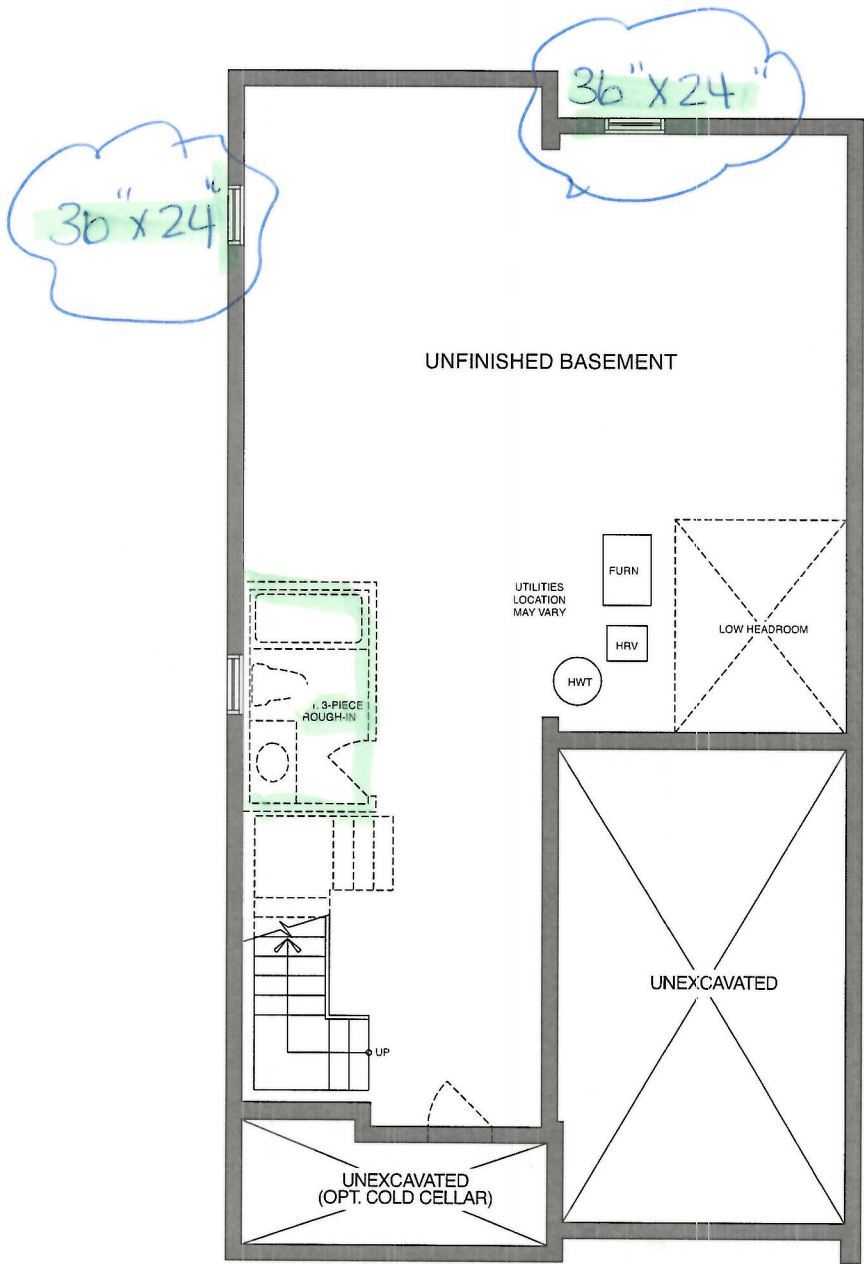 36" X 24"
36" X 24"
UNFINISHED BASEMENT
UTILITIES
LOCATION
MAY VARY
FURN
HRV
HWT
LOW HEADROOM
3-PIECE
ROUGH-IN
UP
UNEXCAVATED
UNEXCAVATED
(OPT. COLD CELLAR)